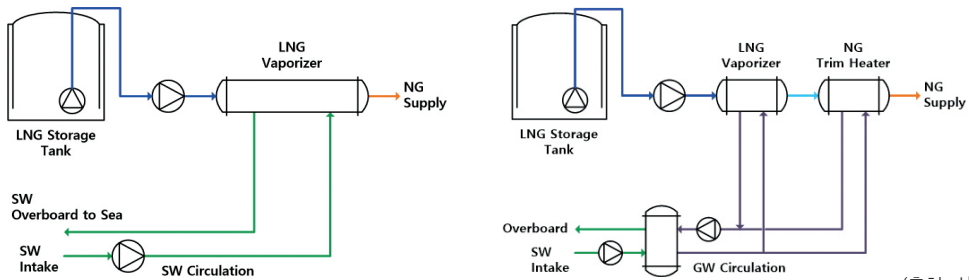 LNG
Vaporizer
NG
Supply
LNG Storage
Tank
SW
Overboard to Sea
SW
Intake
SW Circulation
LNG
Vaporizer
NG
Trim Heater
NG
Supply
LNG Storage
Tank
Overboard
SW
Intake
GW Circulation